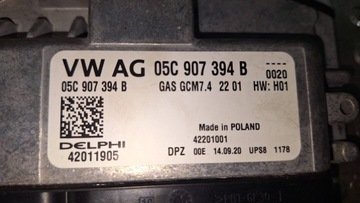 VW AG 05C 907 394 B
----
0020
05C 907 394 B GAS GCM7.4 22 01 HW: H01
Made in POLAND
42201001
DELPHI
42011905
DPZ 00E 14.09.20 UPS8 1178